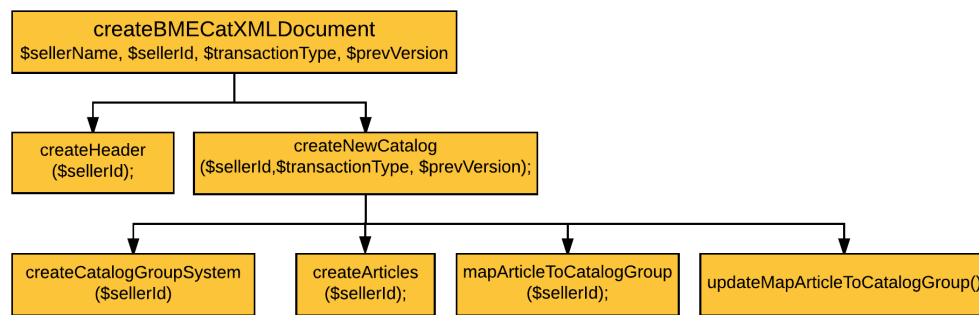 createBMECatXMLDocument
$sellerName, $sellerId, $transactionType, $prevVersion
createHeader
($sellerId);
createNewCatalog
($sellerId,$transactionType, $prevVersion);
createCatalogGroupSystem
($sellerId)
createArticles
($sellerId);
mapArticleToCatalogGroup
($sellerId);
updateMapArticleToCatalogGroup()